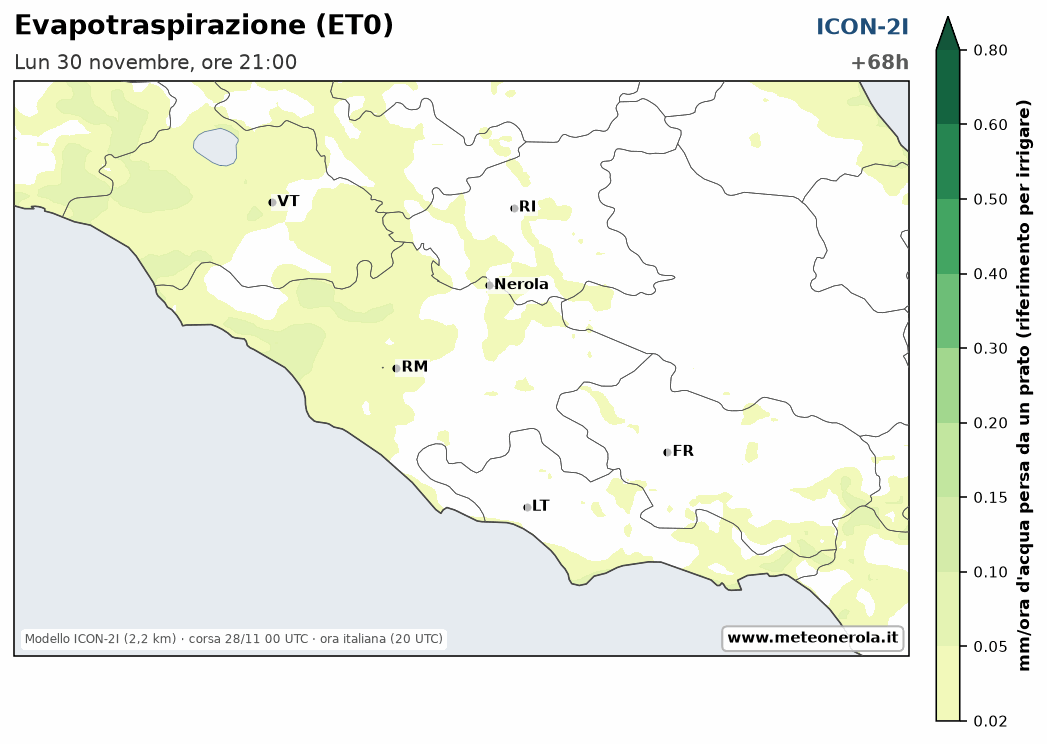 Evapotraspirazione (ET0)
ICON-2I
Lun 30 novembre, ore 21:00
+68h
VT
RI
Nerola
RM
FR
LT
Modello ICON-2I (2,2 km) · corsa 28/11 00 UTC · ora italiana (20 UTC)
www.meteonerola.it
0.80
0.60
0.50
0.40
0.30
0.20
0.15
0.10
0.05
0.02
mm/ora d'acqua persa da un prato (riferimento per irrigare)